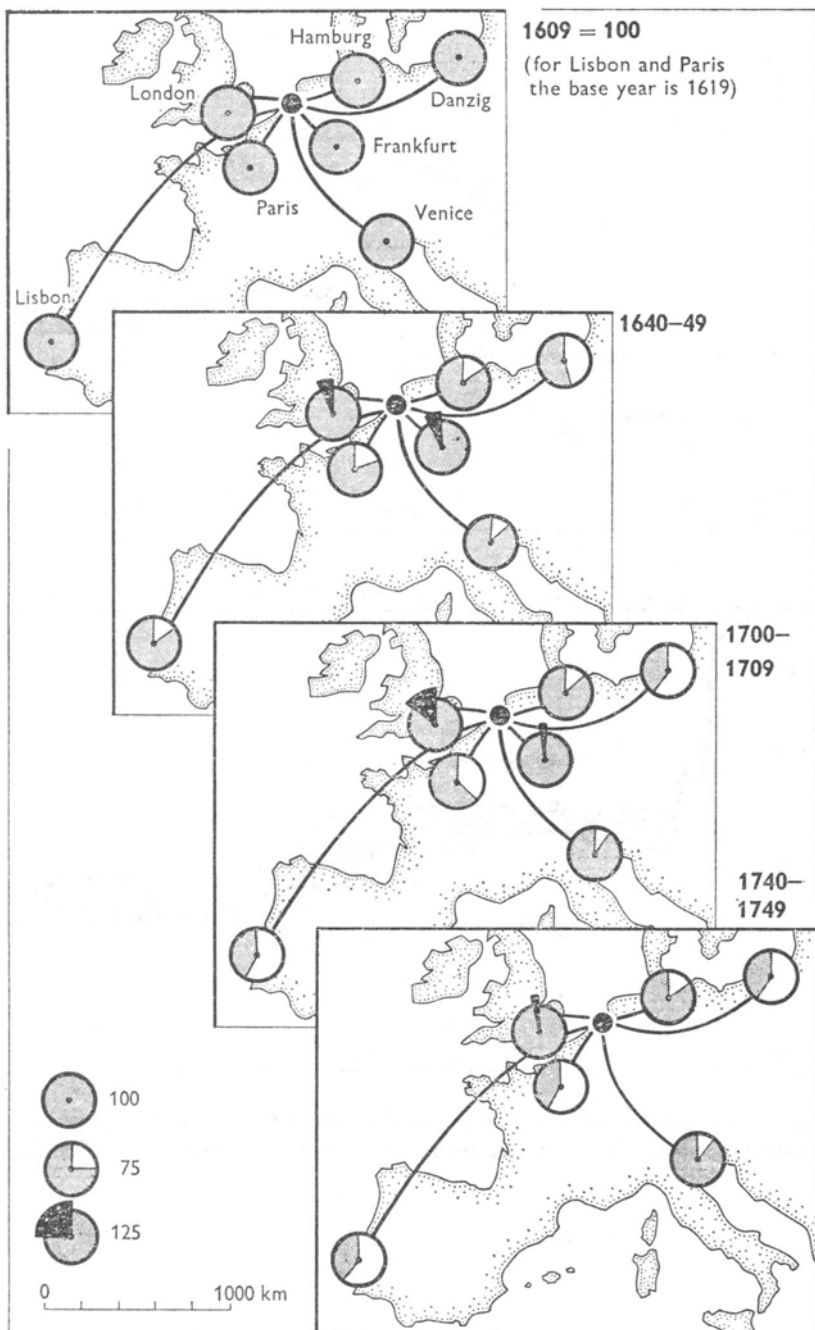 1609 = 100
(for Lisbon and Paris
the base year is 1619)
Hamburg
London
Danzig
Frankfurt
Paris
Venice
Lisbon
1640–49
1700–
1709
1740–
1749
100
75
125
0 1000 km